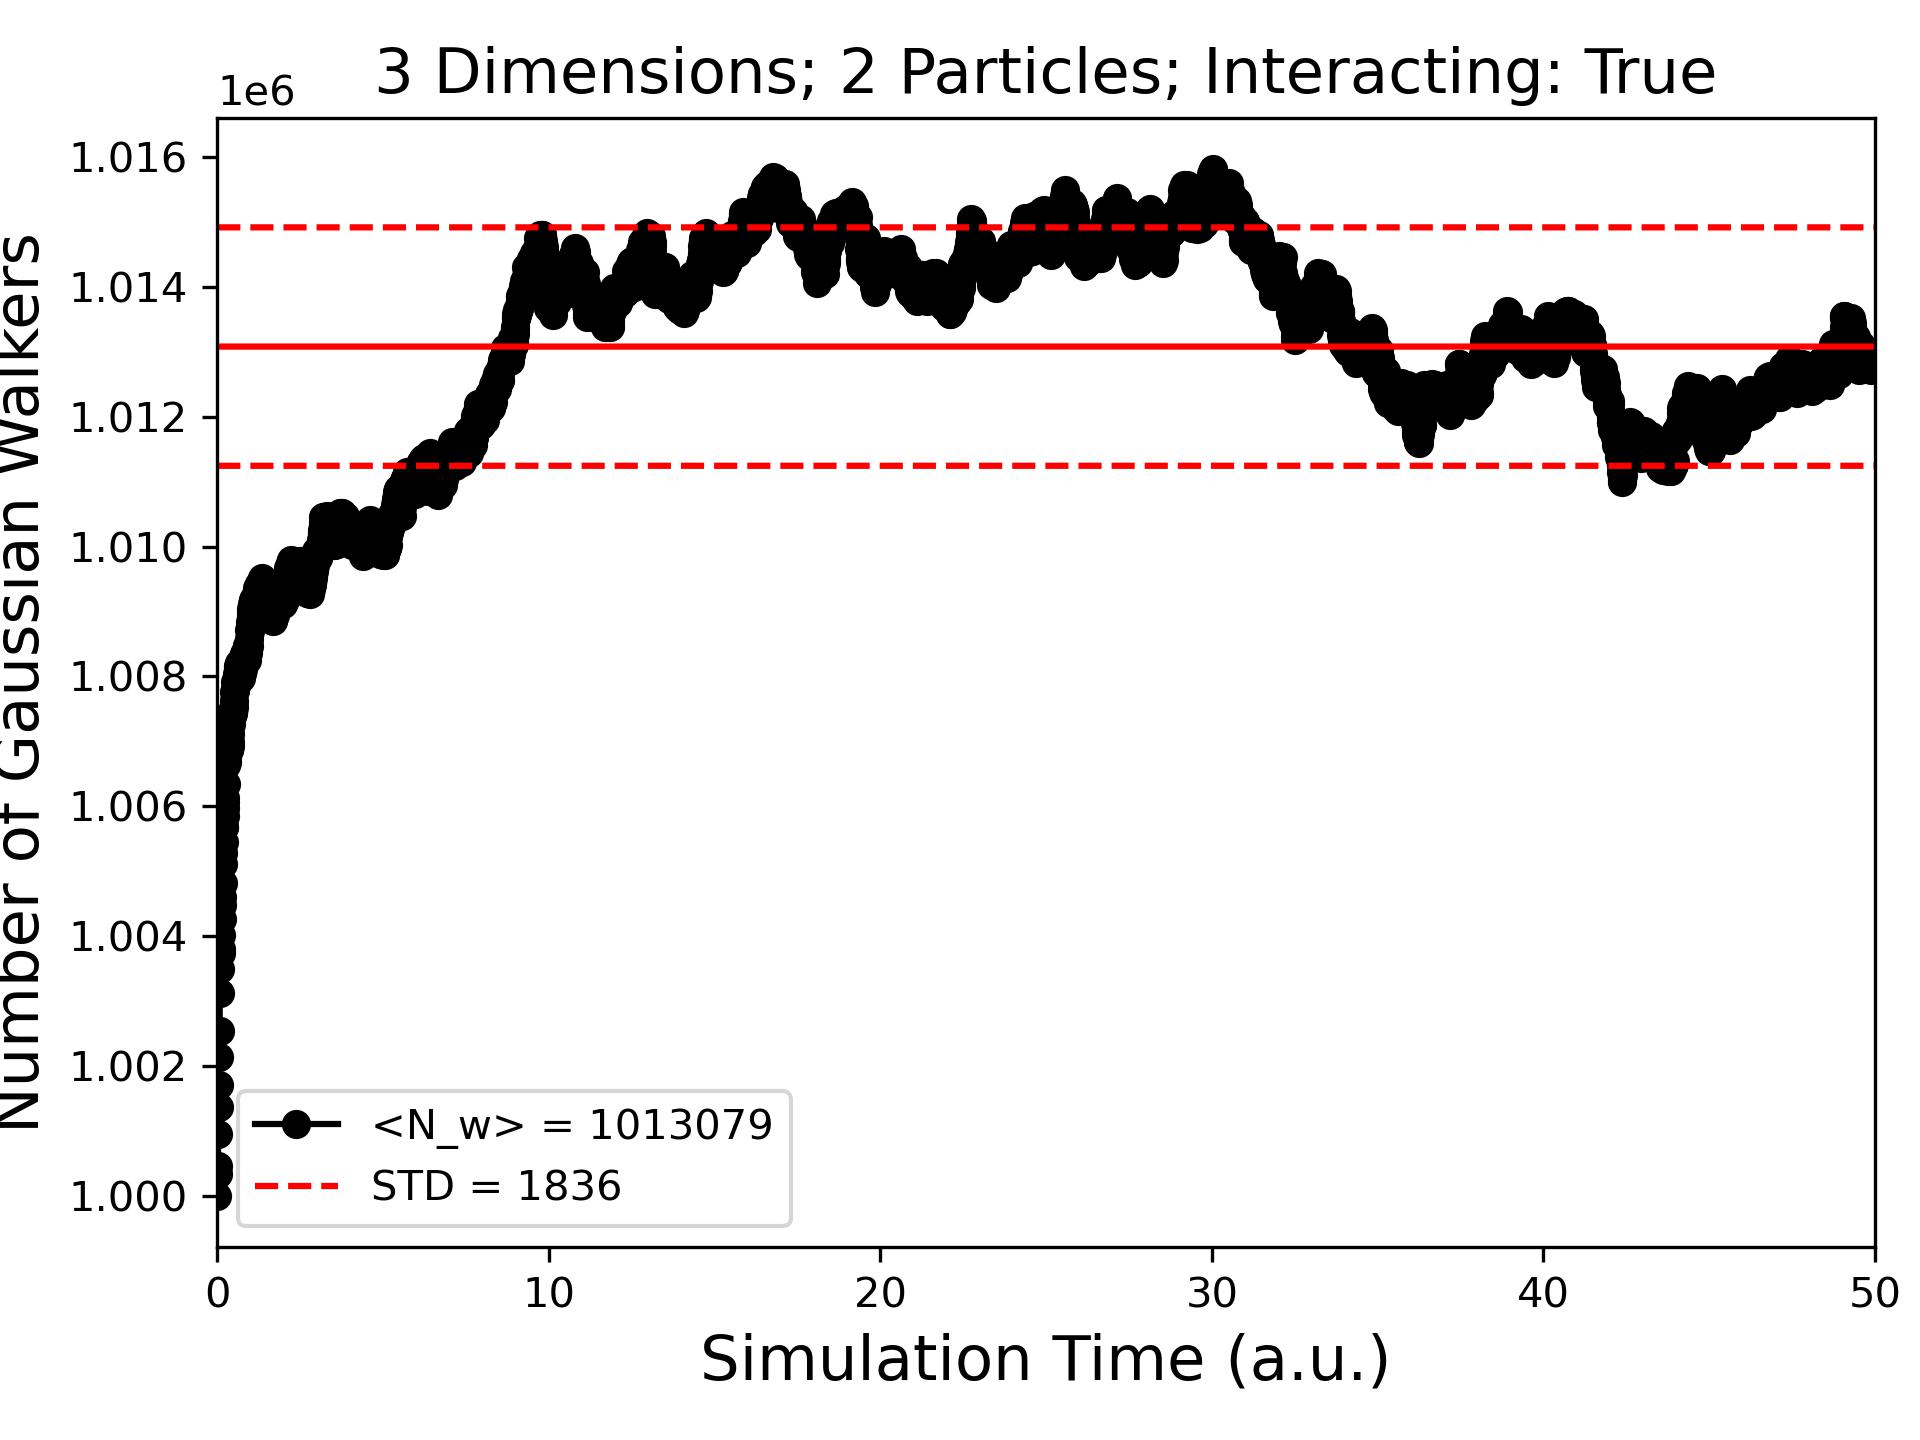 3 Dimensions; 2 Particles; Interacting: True
1e6
Number of Gaussian Walkers
1.016
1.014
1.012
1.010
1.008
1.006
1.004
1.002
1.000
<N_w> = 1013079
STD = 1836
0 10 20 30 40 50
Simulation Time (a.u.)